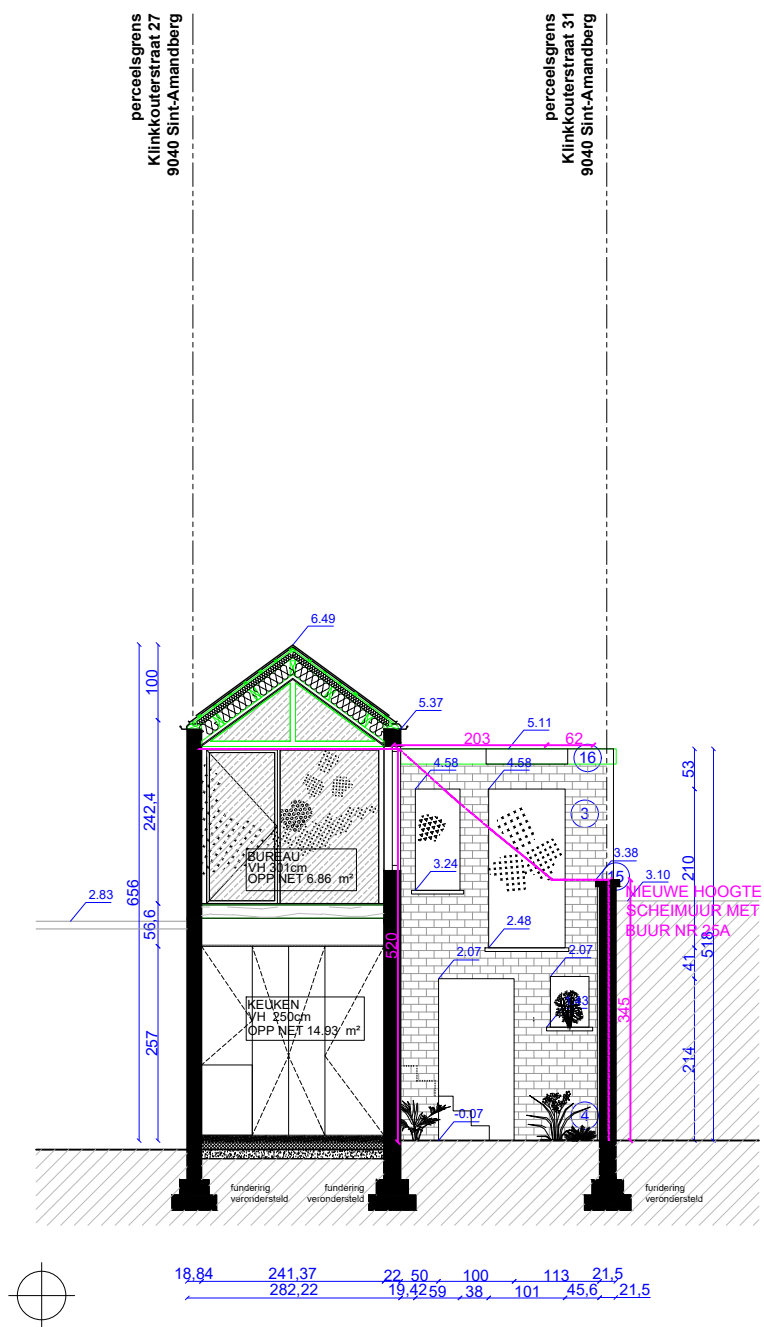 perceelsgrens
Klinkkouterstraat 27
9040 Sint-Amandberg
perceelsgrens
Klinkkouterstraat 31
9040 Sint-Amandberg
6.49
5.37
5.11
203
62
16
100
53
4.58
4.58
3
242,4
210
3.38
BUREAU
VH 301cm
OPP NET 6.86 m²
3.24
15
3.10
NIEUWE HOOGTE
SCHEIMUUR MET
BUUR NR 25A
2.83
656
56,6
2.48
520
518
2.07
2.07
41
KEUKEN
VH 250cm
OPP NET 14.93 m²
345
257
214
-0.07
4
fundering
verondersteld
fundering
verondersteld
fundering
verondersteld
18,84
241,37
22
50
100
113
21,5
282,22
19,42
59
38
101
45,6
21,5